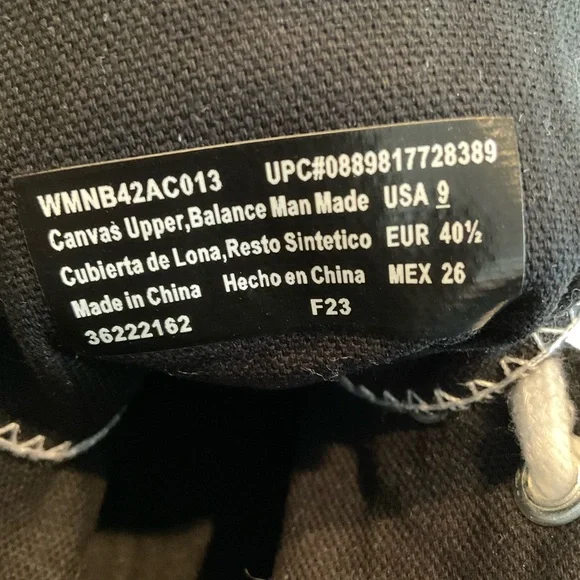 WMNB42AC013 UPC#0889817728389
Canvas Upper,Balance Man Made USA 9
Cubierta de Lona,Resto Sintetico EUR 40½
Made in China Hecho en China MEX 26
36222162 F23